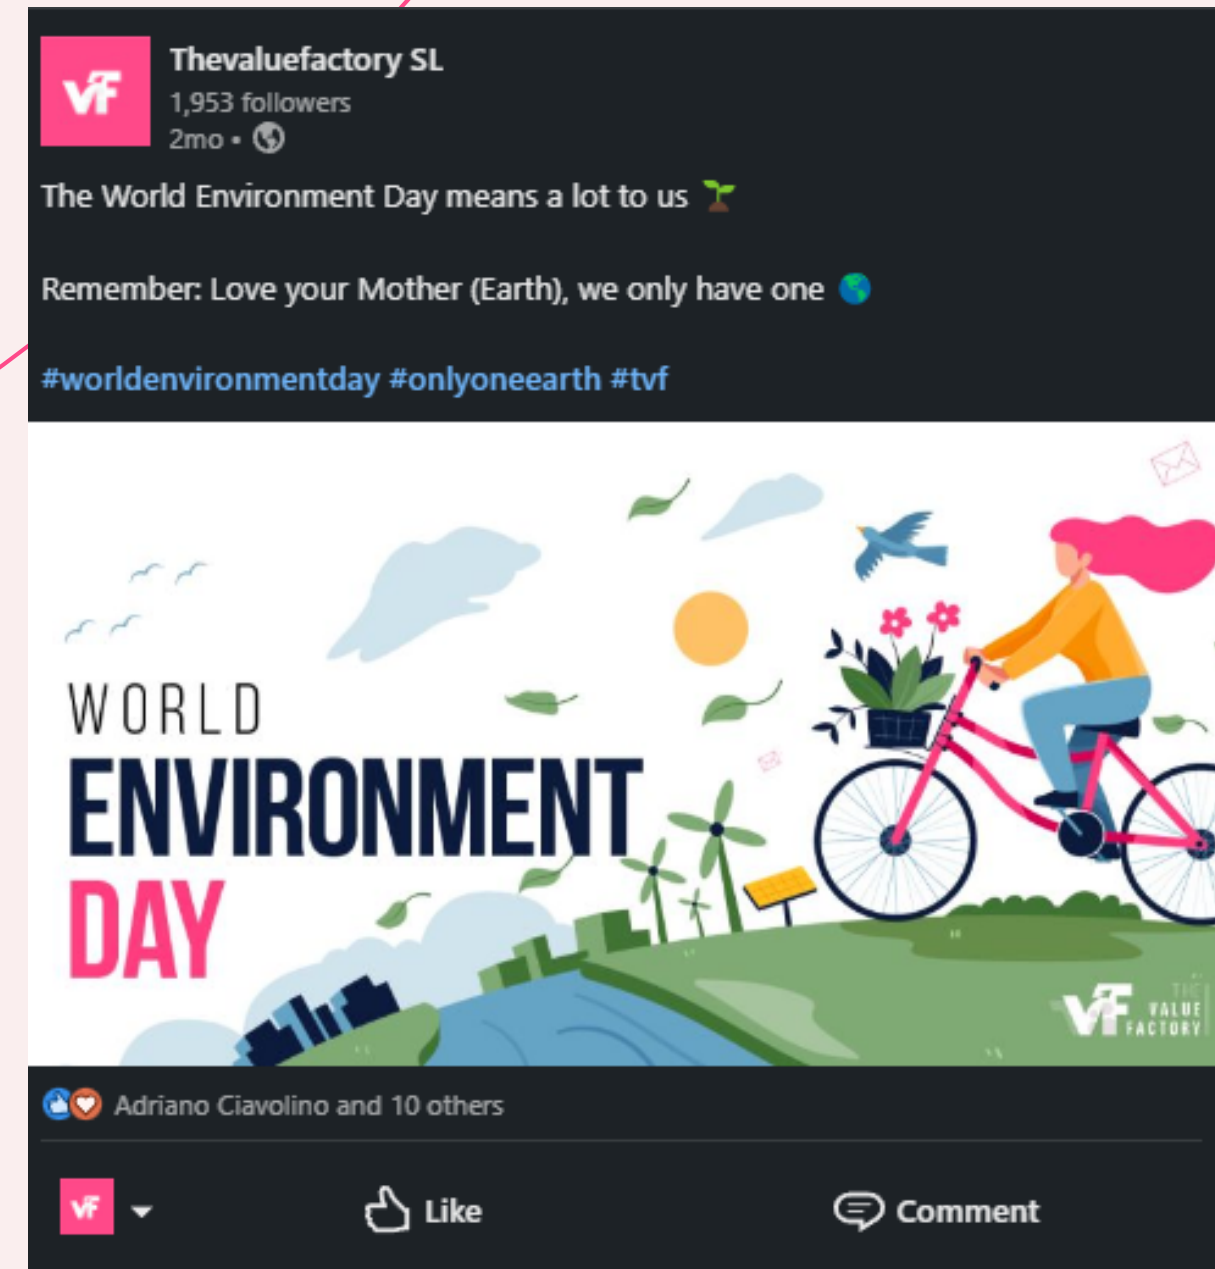 VF
Thevaluefactory SL
1,953 followers
2mo •
The World Environment Day means a lot to us 🌱
Remember: Love your Mother (Earth), we only have one 🌎
#worldenvironmentday #onlyoneearth #tvf
WORLD
ENVIRONMENT
DAY
VF THE
VALUE
FACTORY
Adriano Ciavolino and 10 others
VF
Like
Comment